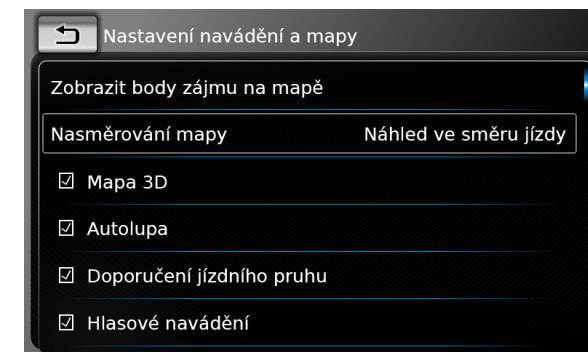 Nastavení navádění a mapy
Zobrazit body zájmu na mapě
Nasměrování mapy Náhled ve směru jízdy
Mapa 3D
Autolupa
Doporučení jízdního pruhu
Hlasové navádění